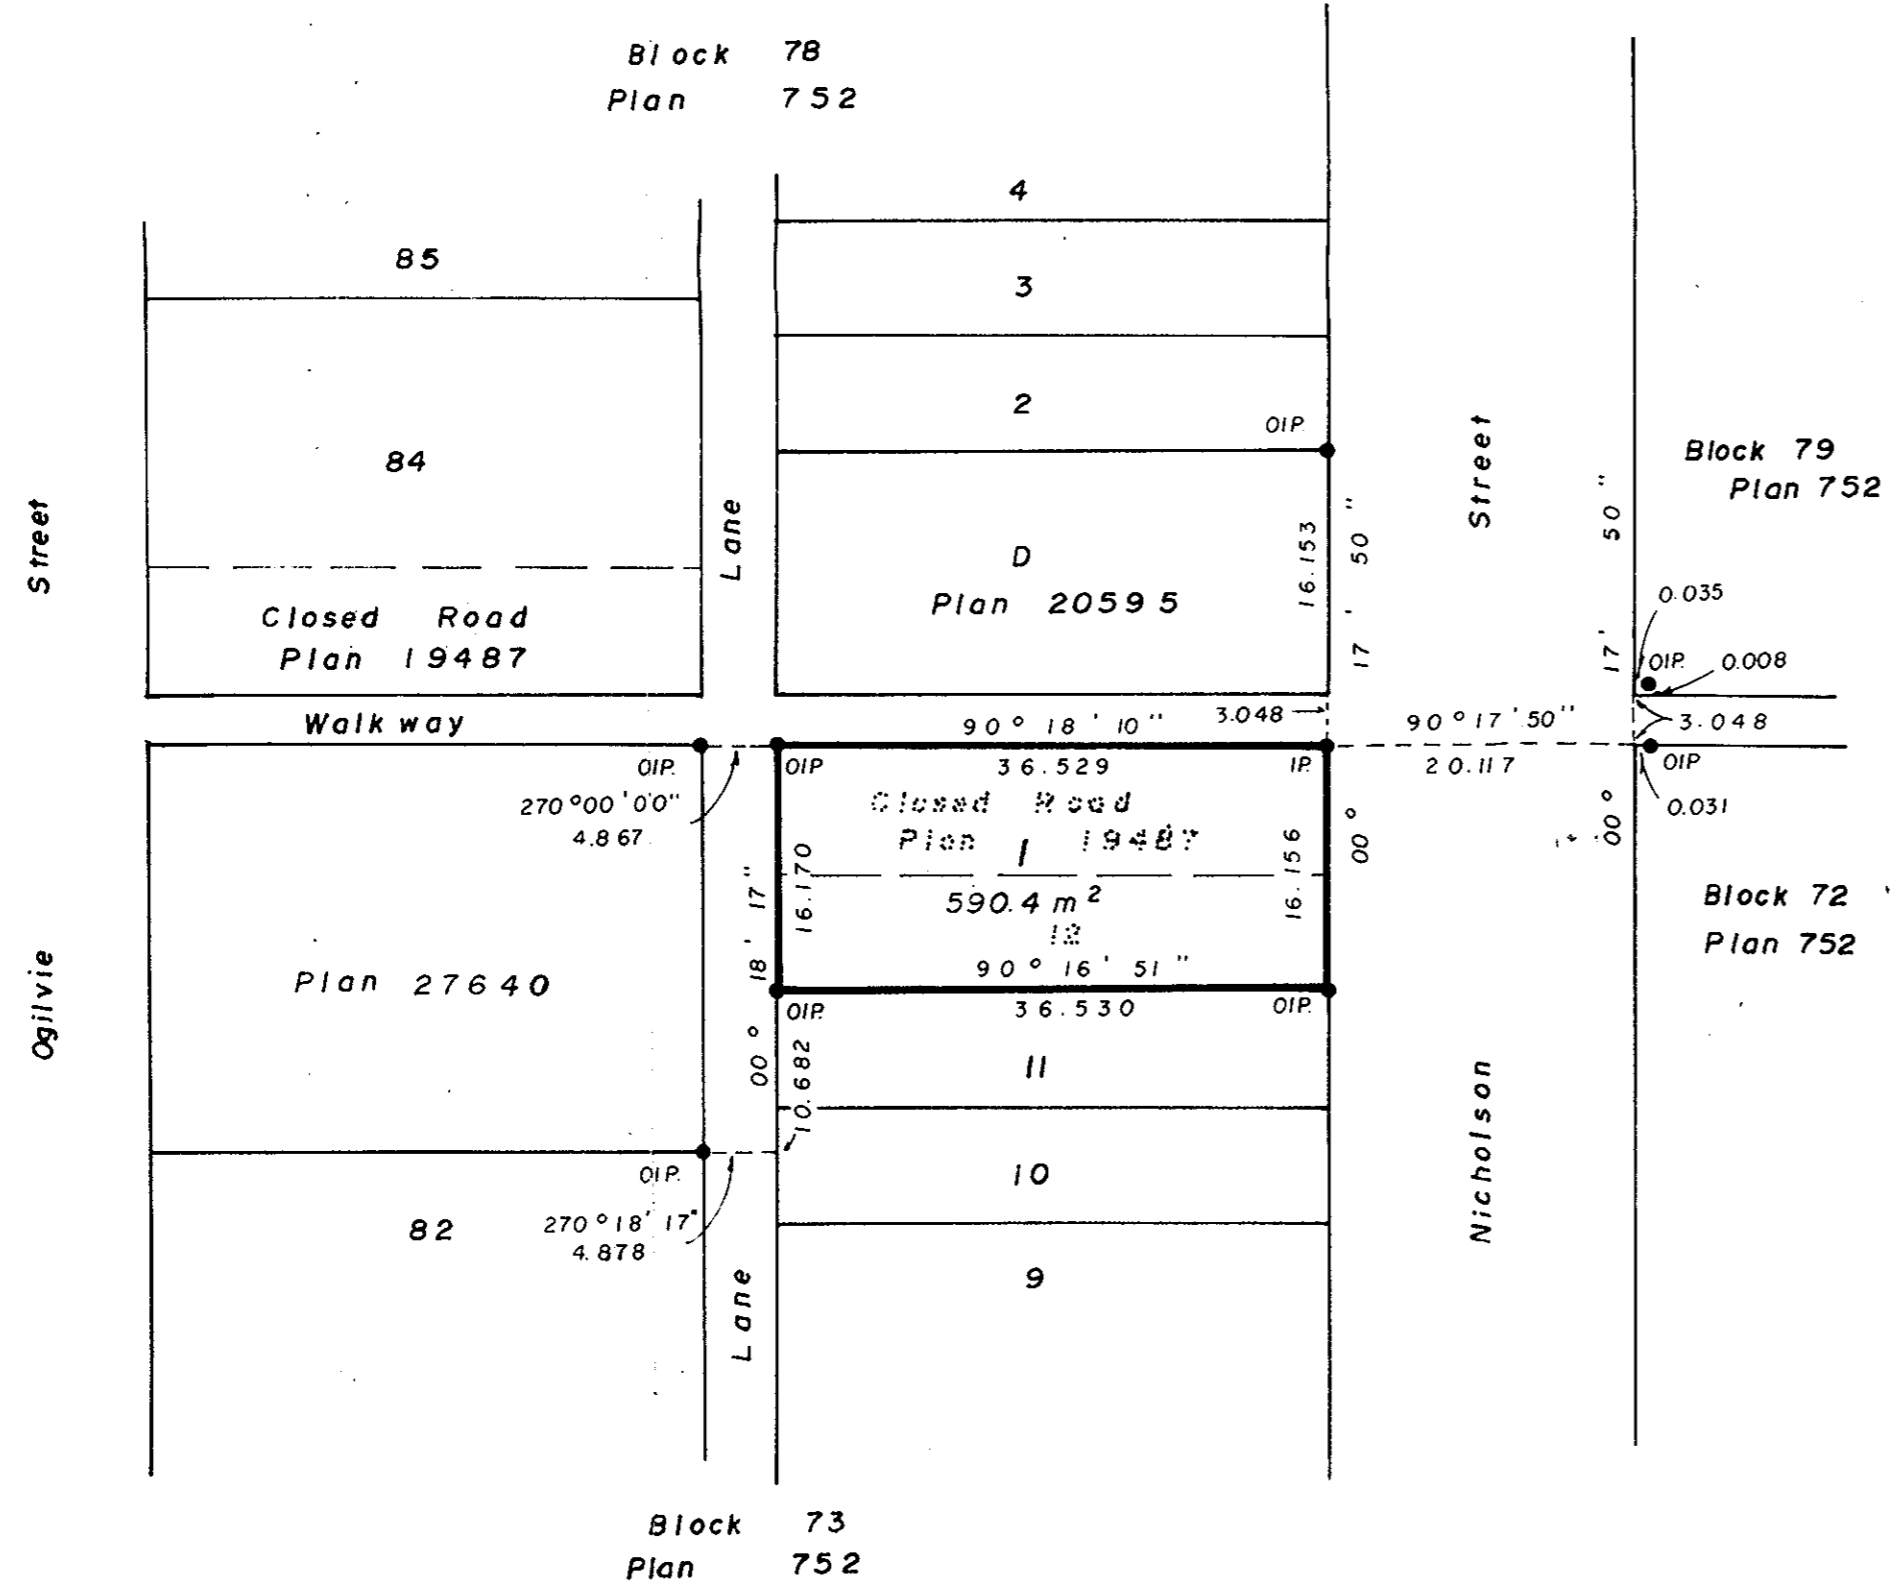 Block 78
Plan 752
4
85
3
2
OIP.
84
Street
Lane
Street
Block 79
Plan 752
D
Plan 20595
16.153
00° 17' 50"
00° 17' 50"
0.035
Closed Road
Plan 19487
OIP. 0.008
Walkway
90° 18' 10"
3.048
90° 17' 50"
3.048
OIP.
OIP
36.529
IP.
20.117
OIP
270°00'00"
4.867
Closed Road
Plan 19487
1
0.031
16.170
16.156
590.4 m²
12
Block 72
Plan 752
Plan 27640
00° 18' 17"
90° 16' 51"
OIP.
36.530
OIP.
Ogilvie
11
10.682
10
OIP.
Nicholson
82
270°18'17"
4.878
9
Lane
Block 73
Plan 752